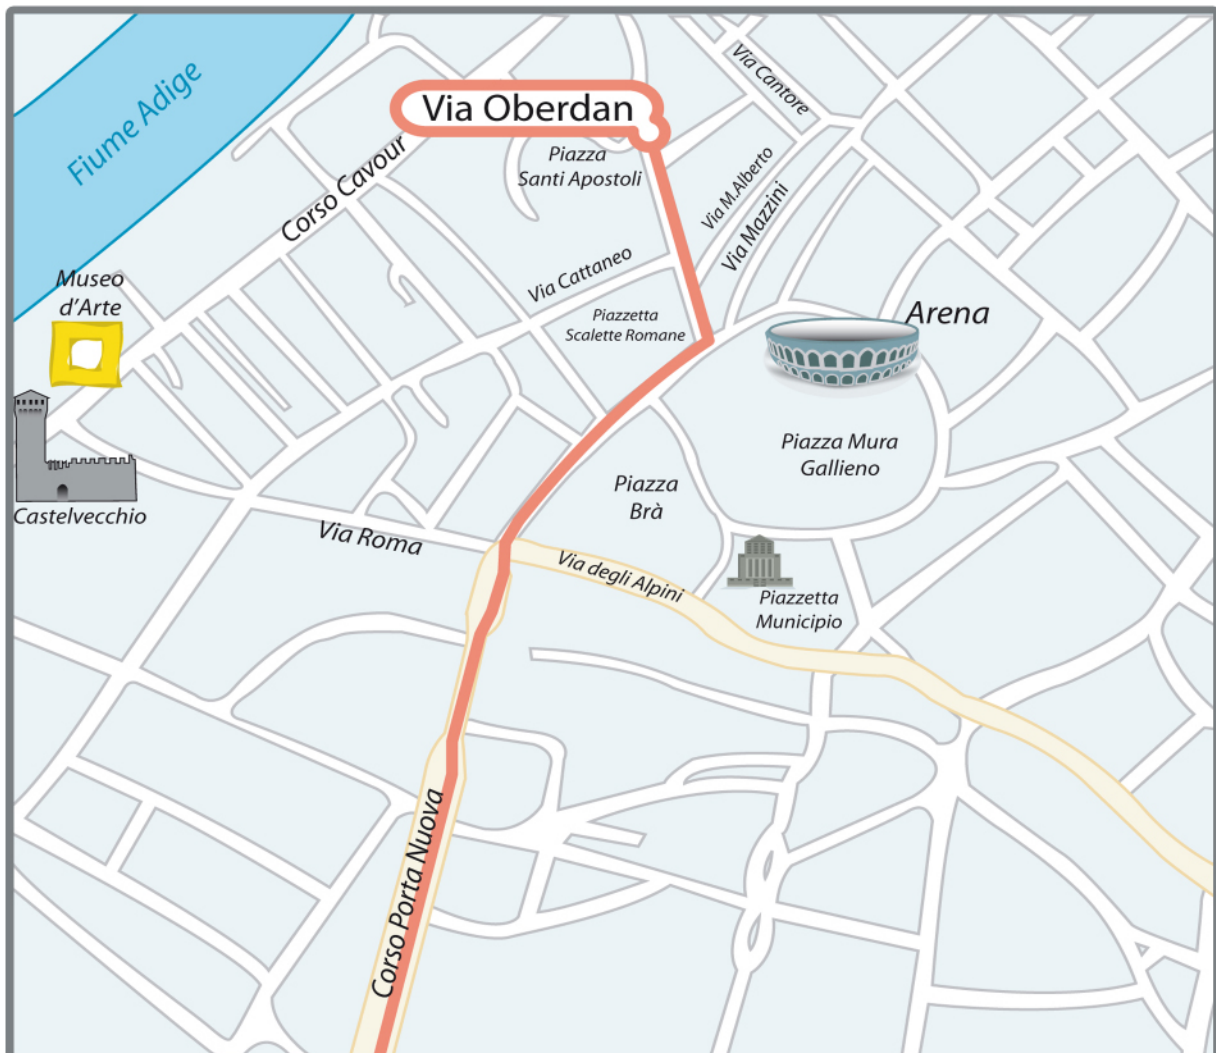 Fiume Adige
Via Cantore
Via Oberdan
Piazza
Santi Apostoli
Corso Cavour
Via M.Alberto
Via Mazzini
Via Cattaneo
Museo
d'Arte
Piazzetta
Scalette Romane
Arena
Piazza Mura
Gallieno
Piazza
Brà
Castelvecchio
Via Roma
Via degli Alpini
Piazzetta
Municipio
Corso Porta Nuova